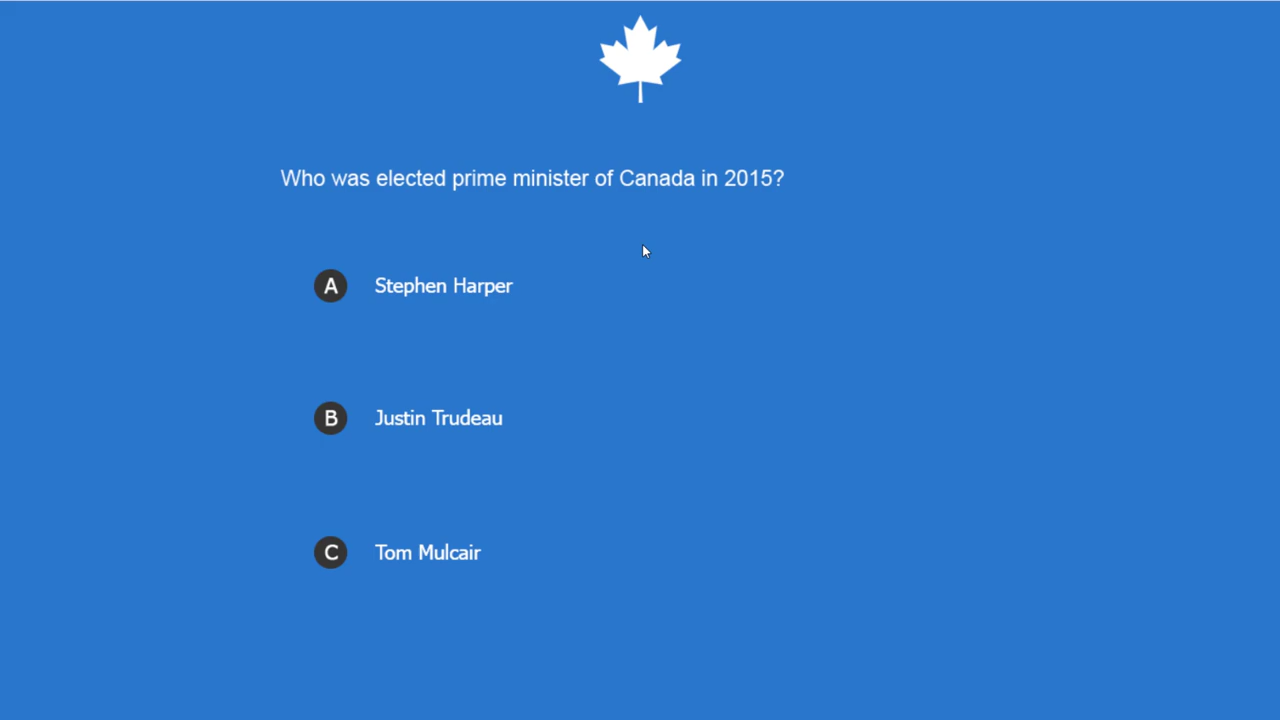 Who was elected prime minister of Canada in 2015?
A Stephen Harper
B Justin Trudeau
C Tom Mulcair